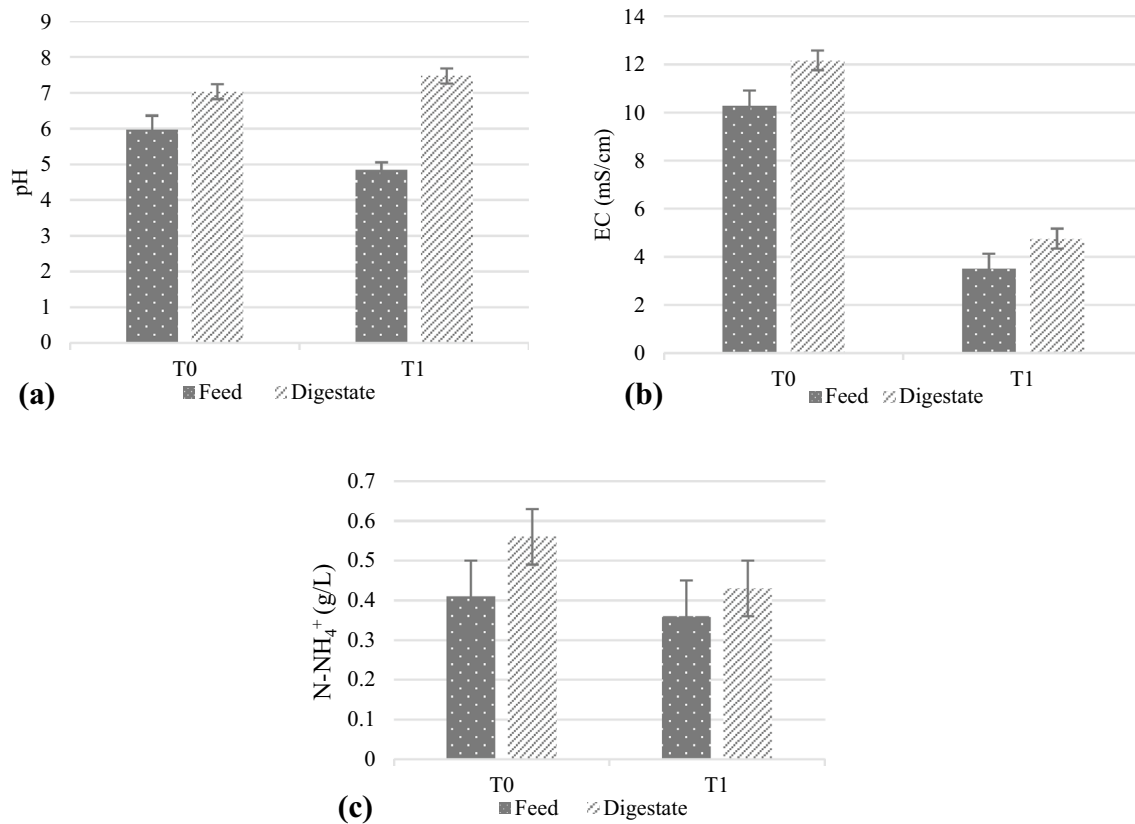 9
8
7
6
5
4
3
2
1
0
pH
T0
T1
Feed
Digestate
(a)
14
12
10
8
6
4
2
0
EC (mS/cm)
T0
T1
Feed
Digestate
(b)
0.7
0.6
0.5
0.4
0.3
0.2
0.1
0
N-NH₄⁺ (g/L)
T0
T1
Feed
Digestate
(c)